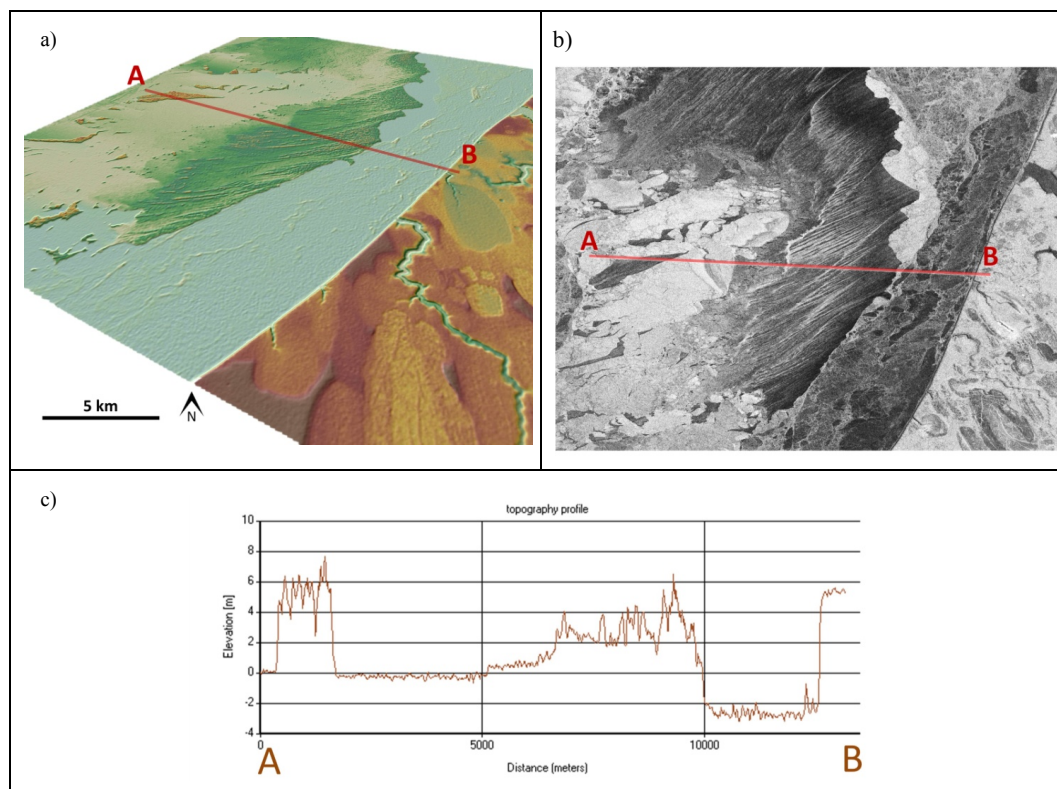 a)
A
B
5 km
N
b)
A
B
c)
topography profile
Elevation [m]
10
8
6
4
2
0
-2
-4
0
5000
10000
A
B
Distance (meters)